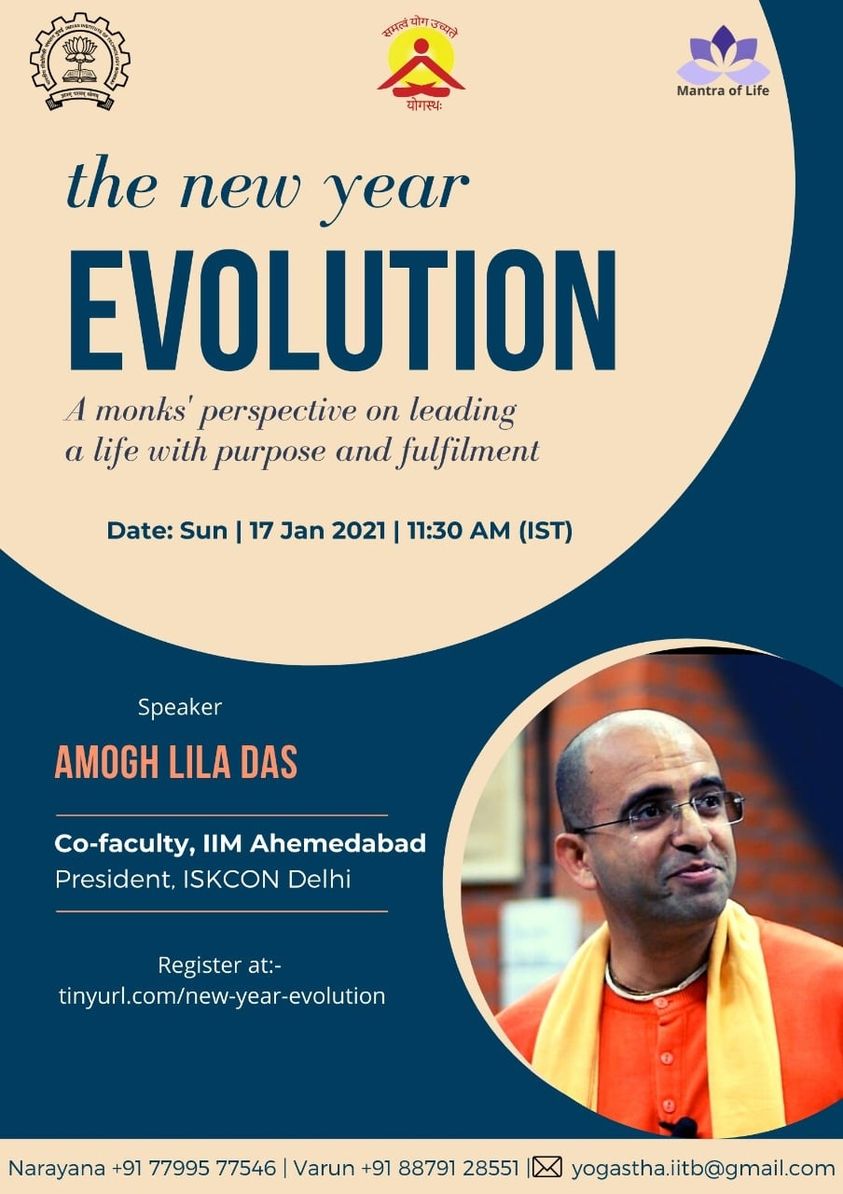 समत्वं योग उच्यते
योगस्थः
Mantra of Life
the new year
EVOLUTION
A monks' perspective on leading
a life with purpose and fulfilment
Date: Sun | 17 Jan 2021 | 11:30 AM (IST)
Speaker
AMOGH LILA DAS
Co-faculty, IIM Ahemedabad
President, ISKCON Delhi
Register at:-
tinyurl.com/new-year-evolution
Narayana +91 77995 77546 | Varun +91 88791 28551 | yogastha.iitb@gmail.com